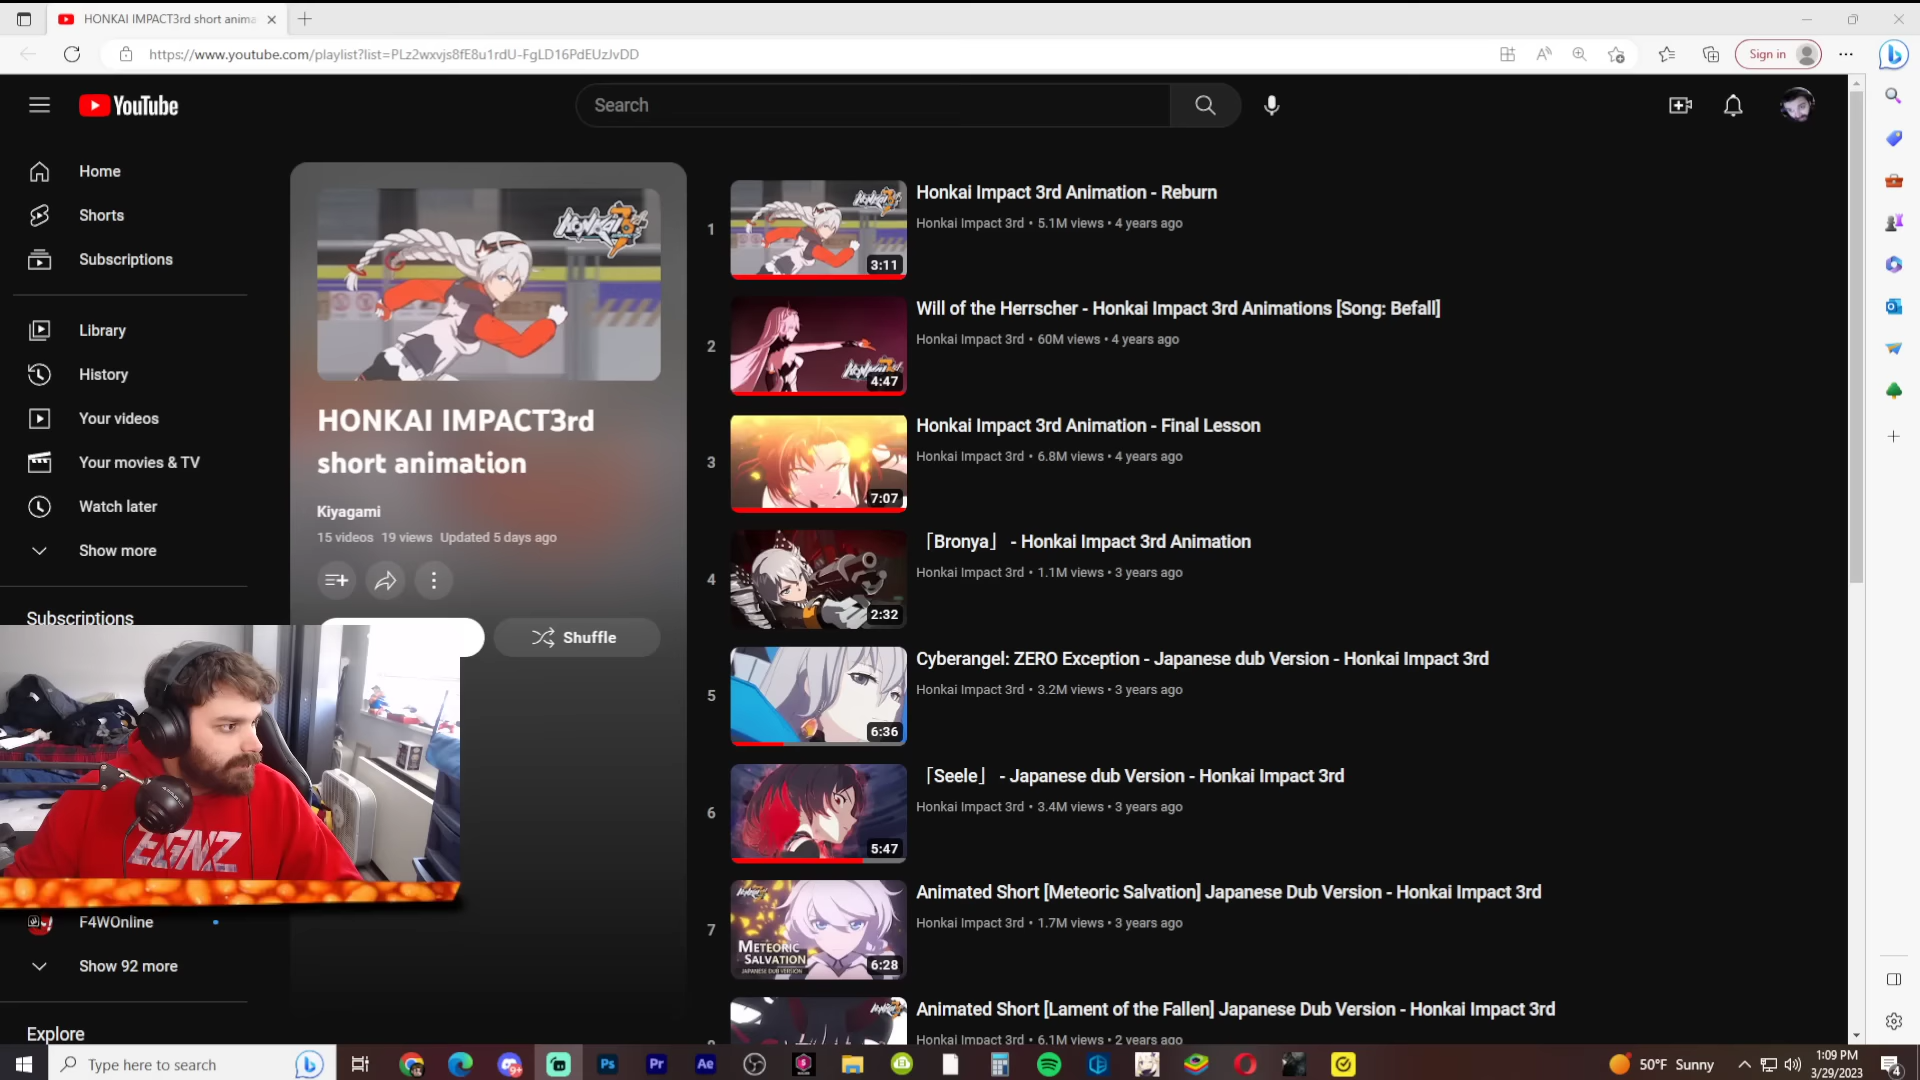 HONKAI IMPACT3rd short anima
https://www.youtube.com/playlist?list=PLz2wxvjs8fE8u1rdU-FgLD16PdEUzJvDD
Sign in
YouTube
Search
Home
Shorts
Subscriptions
Library
History
Your videos
Your movies & TV
Watch later
Show more
Subscriptions
F4WOnline
Show 92 more
Explore
HONKAI IMPACT3rd
short animation
Kiyagami
15 videos 19 views Updated 5 days ago
Shuffle
1
3:11
Honkai Impact 3rd Animation - Reburn
Honkai Impact 3rd • 5.1M views • 4 years ago
2
4:47
Will of the Herrscher - Honkai Impact 3rd Animations [Song: Befall]
Honkai Impact 3rd • 60M views • 4 years ago
3
7:07
Honkai Impact 3rd Animation - Final Lesson
Honkai Impact 3rd • 6.8M views • 4 years ago
4
2:32
「Bronya」 - Honkai Impact 3rd Animation
Honkai Impact 3rd • 1.1M views • 3 years ago
5
6:36
Cyberangel: ZERO Exception - Japanese dub Version - Honkai Impact 3rd
Honkai Impact 3rd • 3.2M views • 3 years ago
6
5:47
「Seele」 - Japanese dub Version - Honkai Impact 3rd
Honkai Impact 3rd • 3.4M views • 3 years ago
7
METEORIC
SALVATION
JAPANESE DUB VERSION
6:28
Animated Short [Meteoric Salvation] Japanese Dub Version - Honkai Impact 3rd
Honkai Impact 3rd • 1.7M views • 3 years ago
Animated Short [Lament of the Fallen] Japanese Dub Version - Honkai Impact 3rd
Honkai Impact 3rd • 6.1M views • 2 years ago
EGNZ
Type here to search
Ps
Pr
Ae
50°F Sunny
1:09 PM
3/29/2023
4